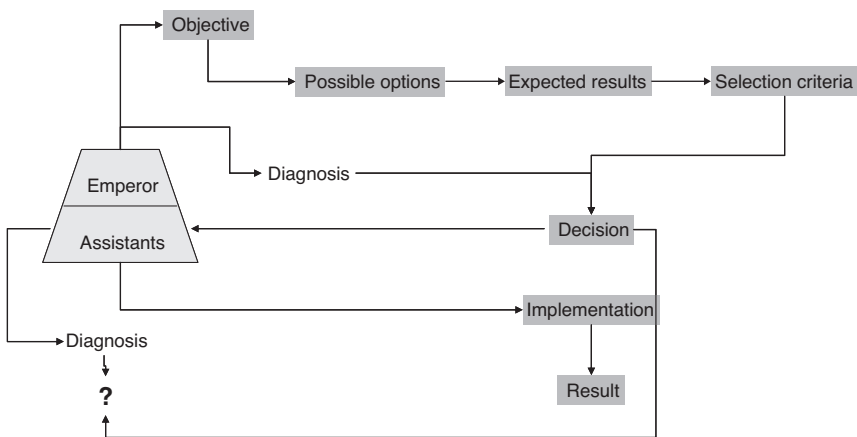 Objective
Possible options
Expected results
Selection criteria
Diagnosis
Emperor
Decision
Assistants
Implementation
Diagnosis
?
Result